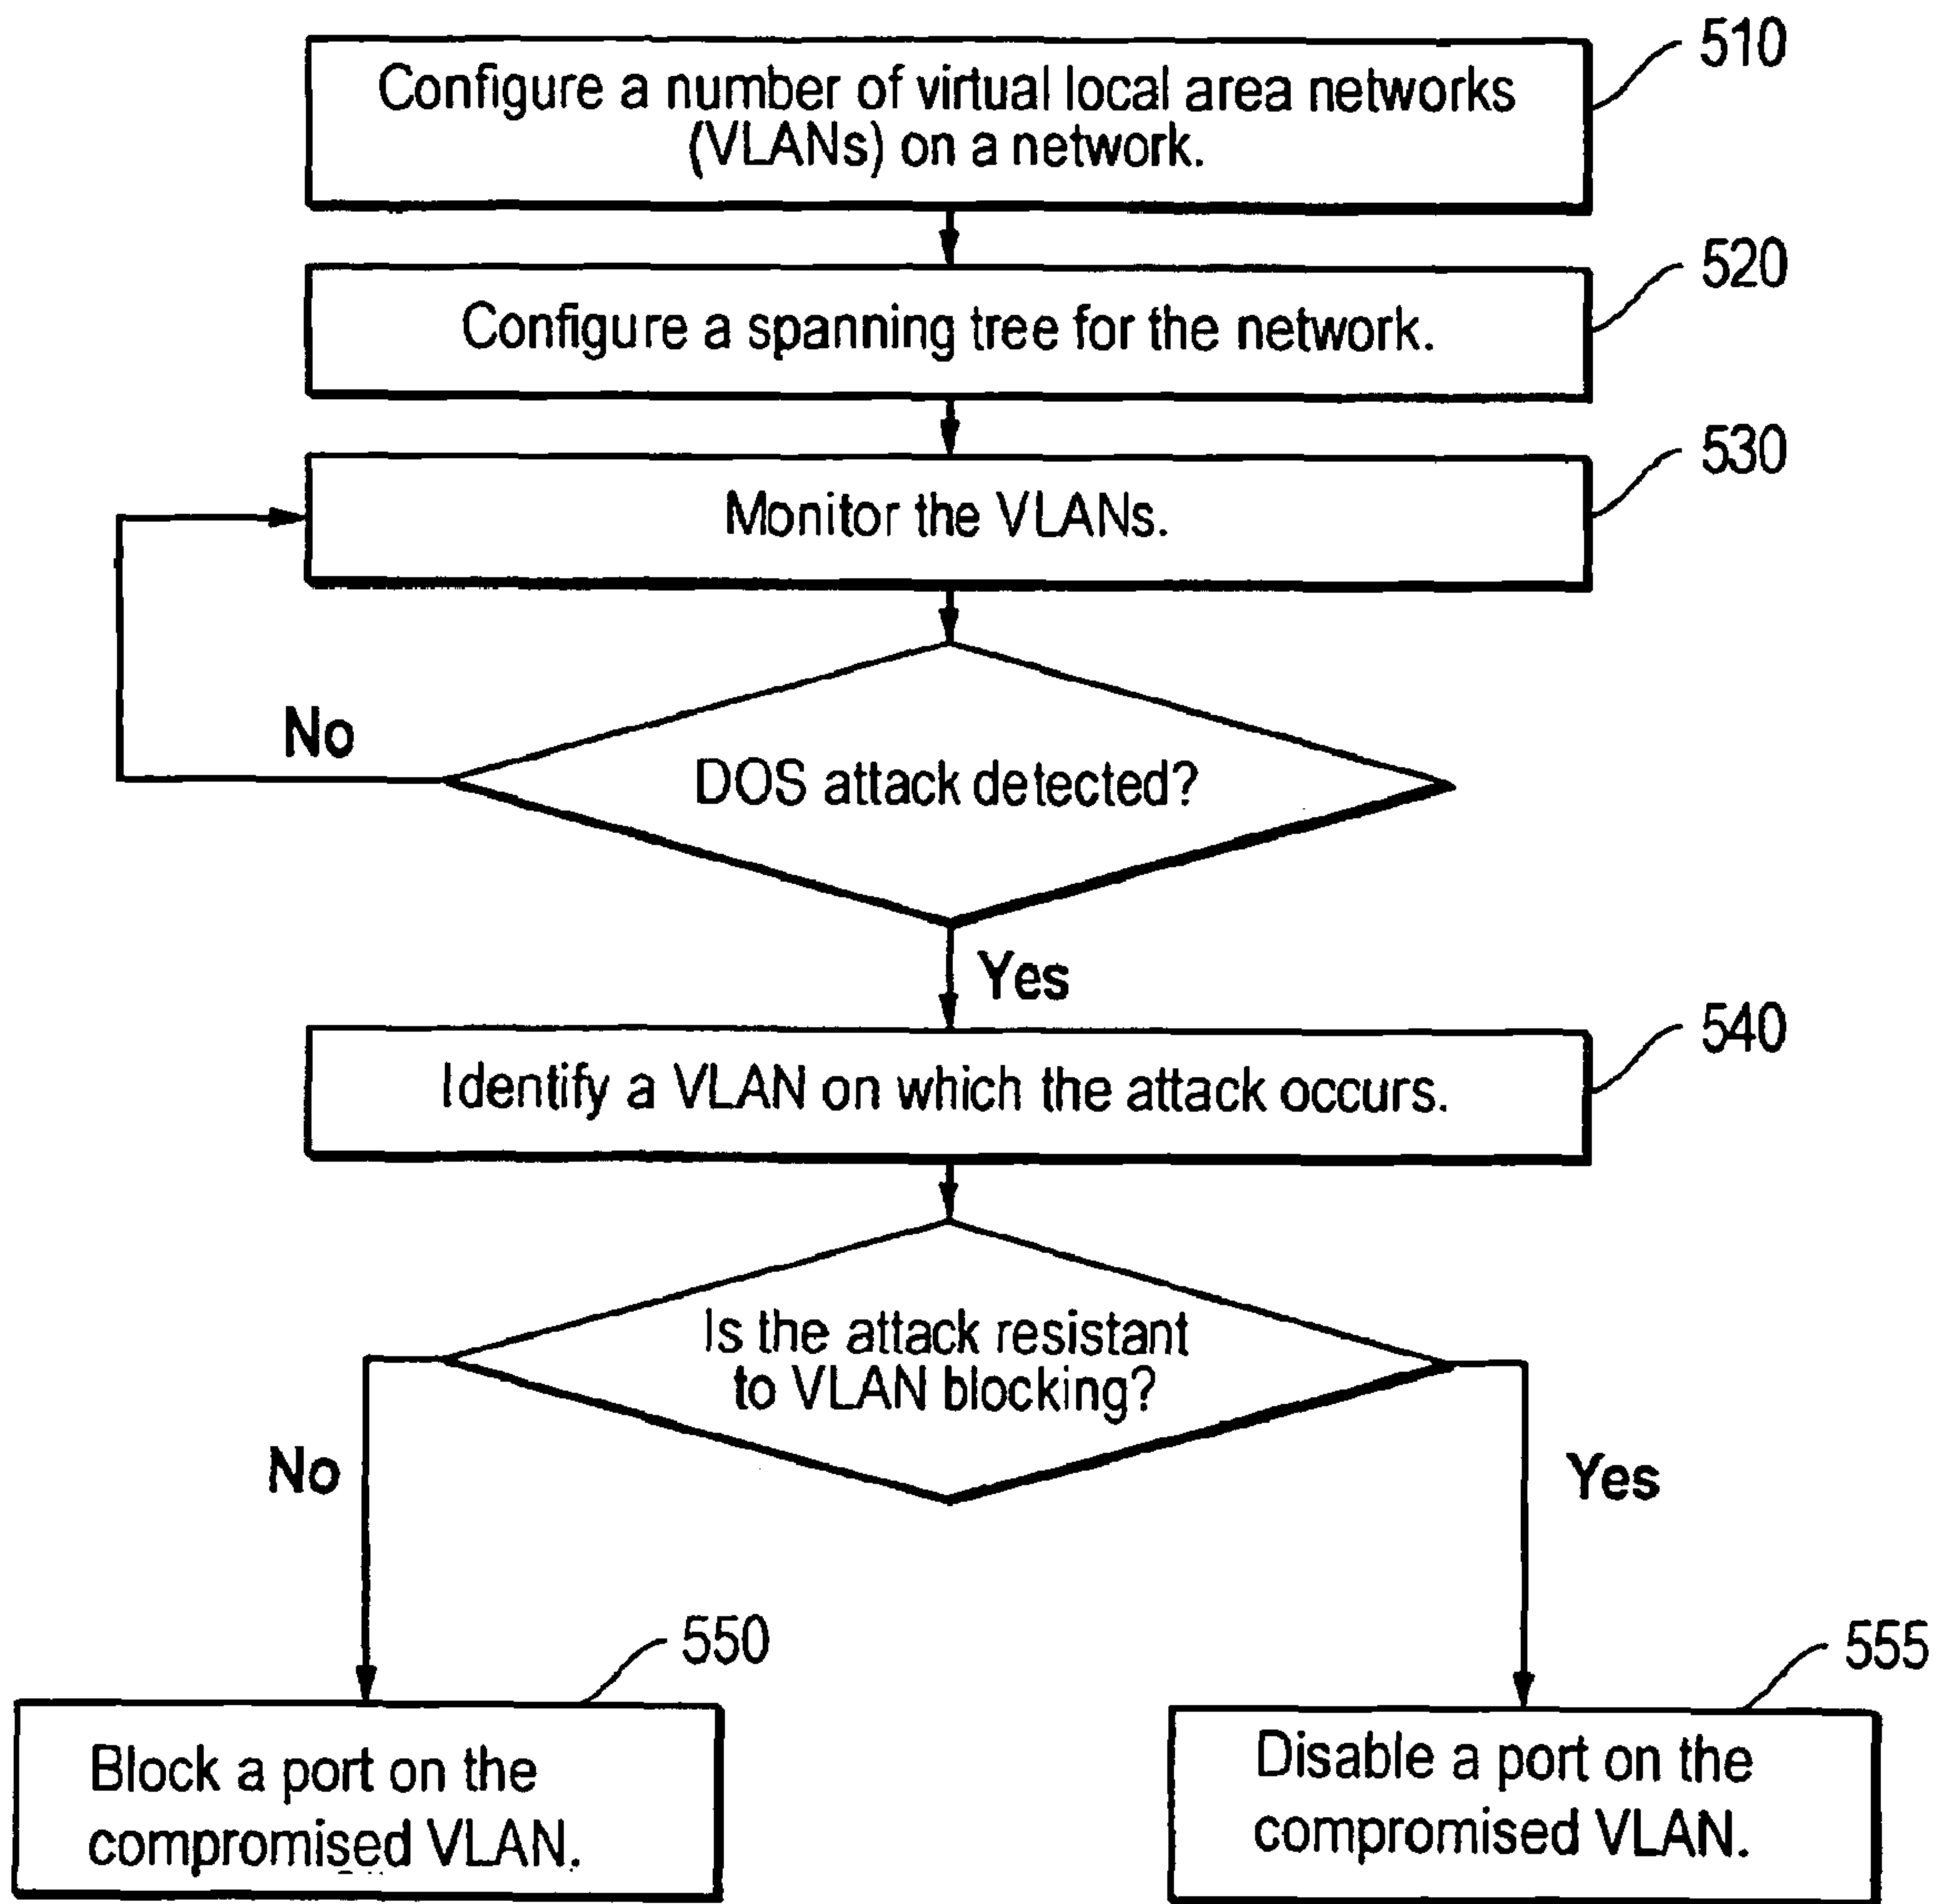 510
Configure a number of virtual local area networks
(VLANs) on a network.
520
Configure a spanning tree for the network.
530
Monitor the VLANs.
No
DOS attack detected?
Yes
540
Identify a VLAN on which the attack occurs.
Is the attack resistant
to VLAN blocking?
No
Yes
550
555
Block a port on the
compromised VLAN.
Disable a port on the
compromised VLAN.